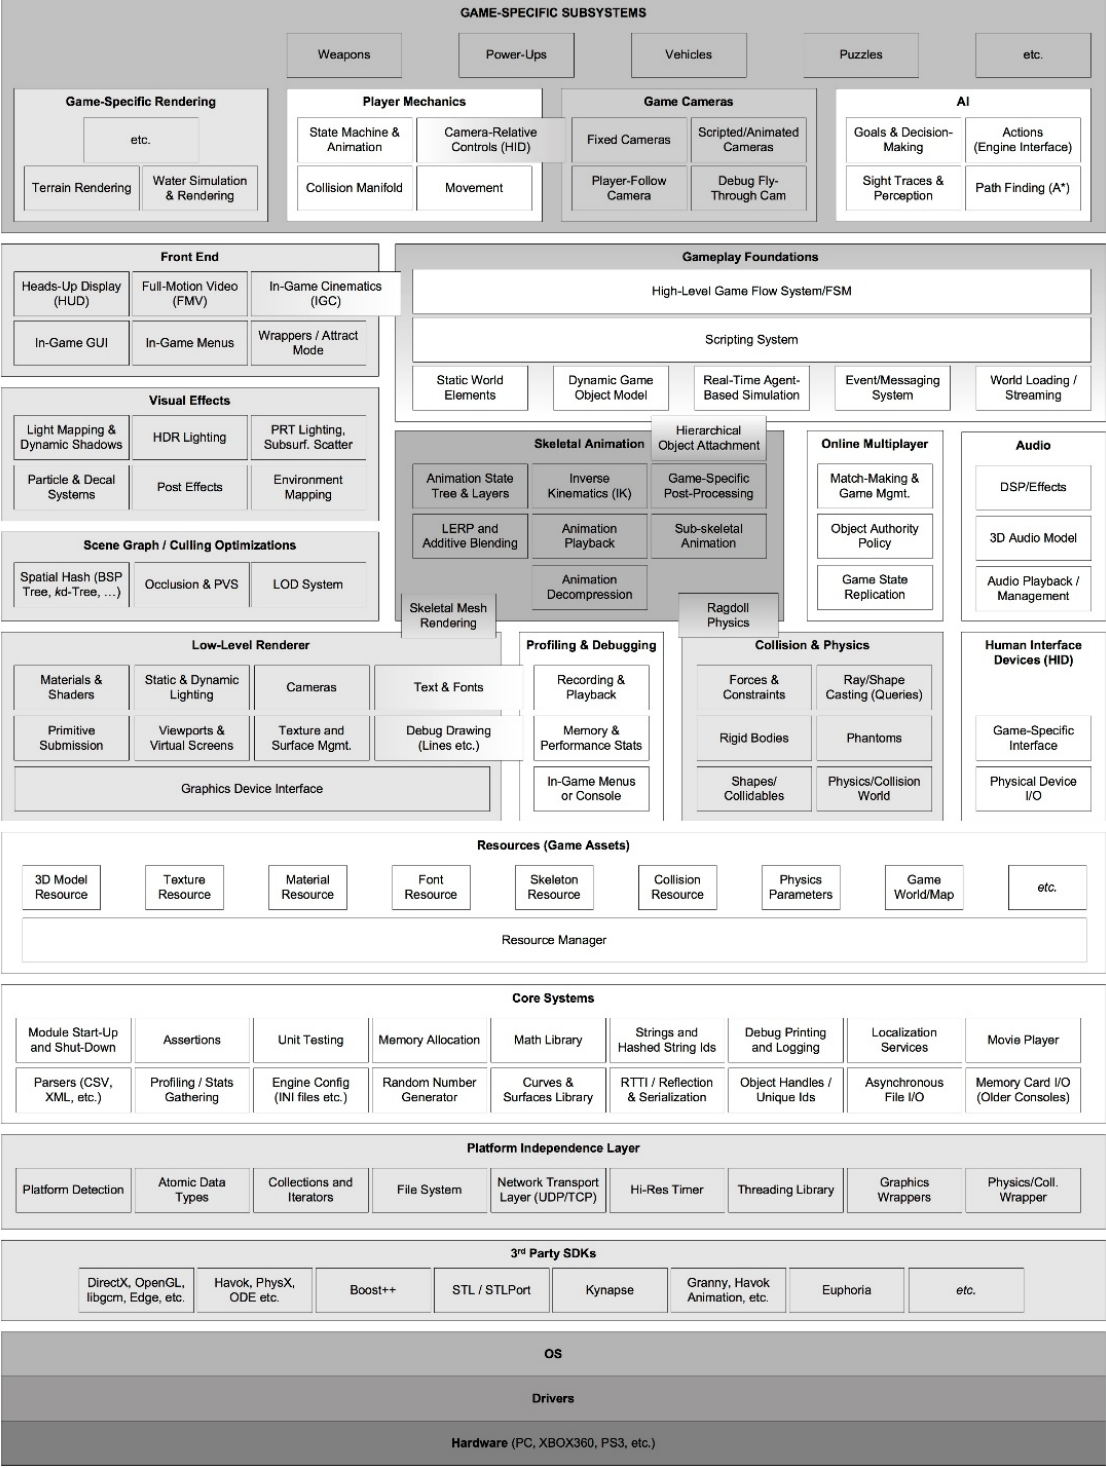 GAME-SPECIFIC SUBSYSTEMS
Weapons
Power-Ups
Vehicles
Puzzles
etc.
Game-Specific Rendering
etc.
Terrain Rendering
Water Simulation
& Rendering
Player Mechanics
State Machine &
Animation
Camera-Relative
Controls (HID)
Collision Manifold
Movement
Game Cameras
Fixed Cameras
Scripted/Animated
Cameras
Player-Follow
Camera
Debug Fly-
Through Cam
AI
Goals & Decision-
Making
Actions
(Engine Interface)
Sight Traces &
Perception
Path Finding (A*)
Front End
Heads-Up Display
(HUD)
Full-Motion Video
(FMV)
In-Game Cinematics
(IGC)
In-Game GUI
In-Game Menus
Wrappers / Attract
Mode
Gameplay Foundations
High-Level Game Flow System/FSM
Scripting System
Static World
Elements
Dynamic Game
Object Model
Real-Time Agent-
Based Simulation
Event/Messaging
System
World Loading /
Streaming
Visual Effects
Light Mapping &
Dynamic Shadows
HDR Lighting
PRT Lighting,
Subsurf. Scatter
Particle & Decal
Systems
Post Effects
Environment
Mapping
Skeletal Animation
Hierarchical
Object Attachment
Animation State
Tree & Layers
Inverse
Kinematics (IK)
Game-Specific
Post-Processing
LERP and
Additive Blending
Animation
Playback
Sub-skeletal
Animation
Animation
Decompression
Online Multiplayer
Match-Making &
Game Mgmt.
Object Authority
Policy
Game State
Replication
Audio
DSP/Effects
3D Audio Model
Audio Playback /
Management
Scene Graph / Culling Optimizations
Spatial Hash (BSP
Tree, kd-Tree, ...)
Occlusion & PVS
LOD System
Skeletal Mesh
Rendering
Ragdoll
Physics
Low-Level Renderer
Materials &
Shaders
Static & Dynamic
Lighting
Cameras
Text & Fonts
Primitive
Submission
Viewports &
Virtual Screens
Texture and
Surface Mgmt.
Debug Drawing
(Lines etc.)
Graphics Device Interface
Profiling & Debugging
Recording &
Playback
Memory &
Performance Stats
In-Game Menus
or Console
Collision & Physics
Forces &
Constraints
Ray/Shape
Casting (Queries)
Rigid Bodies
Phantoms
Shapes/
Collidables
Physics/Collision
World
Human Interface
Devices (HID)
Game-Specific
Interface
Physical Device
I/O
Resources (Game Assets)
3D Model
Resource
Texture
Resource
Material
Resource
Font
Resource
Skeleton
Resource
Collision
Resource
Physics
Parameters
Game
World/Map
etc.
Resource Manager
Core Systems
Module Start-Up
and Shut-Down
Assertions
Unit Testing
Memory Allocation
Math Library
Strings and
Hashed String Ids
Debug Printing
and Logging
Localization
Services
Movie Player
Parsers (CSV,
XML, etc.)
Profiling / Stats
Gathering
Engine Config
(INI files etc.)
Random Number
Generator
Curves &
Surfaces Library
RTTI / Reflection
& Serialization
Object Handles /
Unique Ids
Asynchronous
File I/O
Memory Card I/O
(Older Consoles)
Platform Independence Layer
Platform Detection
Atomic Data
Types
Collections and
Iterators
File System
Network Transport
Layer (UDP/TCP)
Hi-Res Timer
Threading Library
Graphics
Wrappers
Physics/Coll.
Wrapper
3rd Party SDKs
DirectX, OpenGL,
libgcm, Edge, etc.
Havok, PhysX,
ODE etc.
Boost++
STL / STLPort
Kynapse
Granny, Havok
Animation, etc.
Euphoria
etc.
OS
Drivers
Hardware (PC, XBOX360, PS3, etc.)